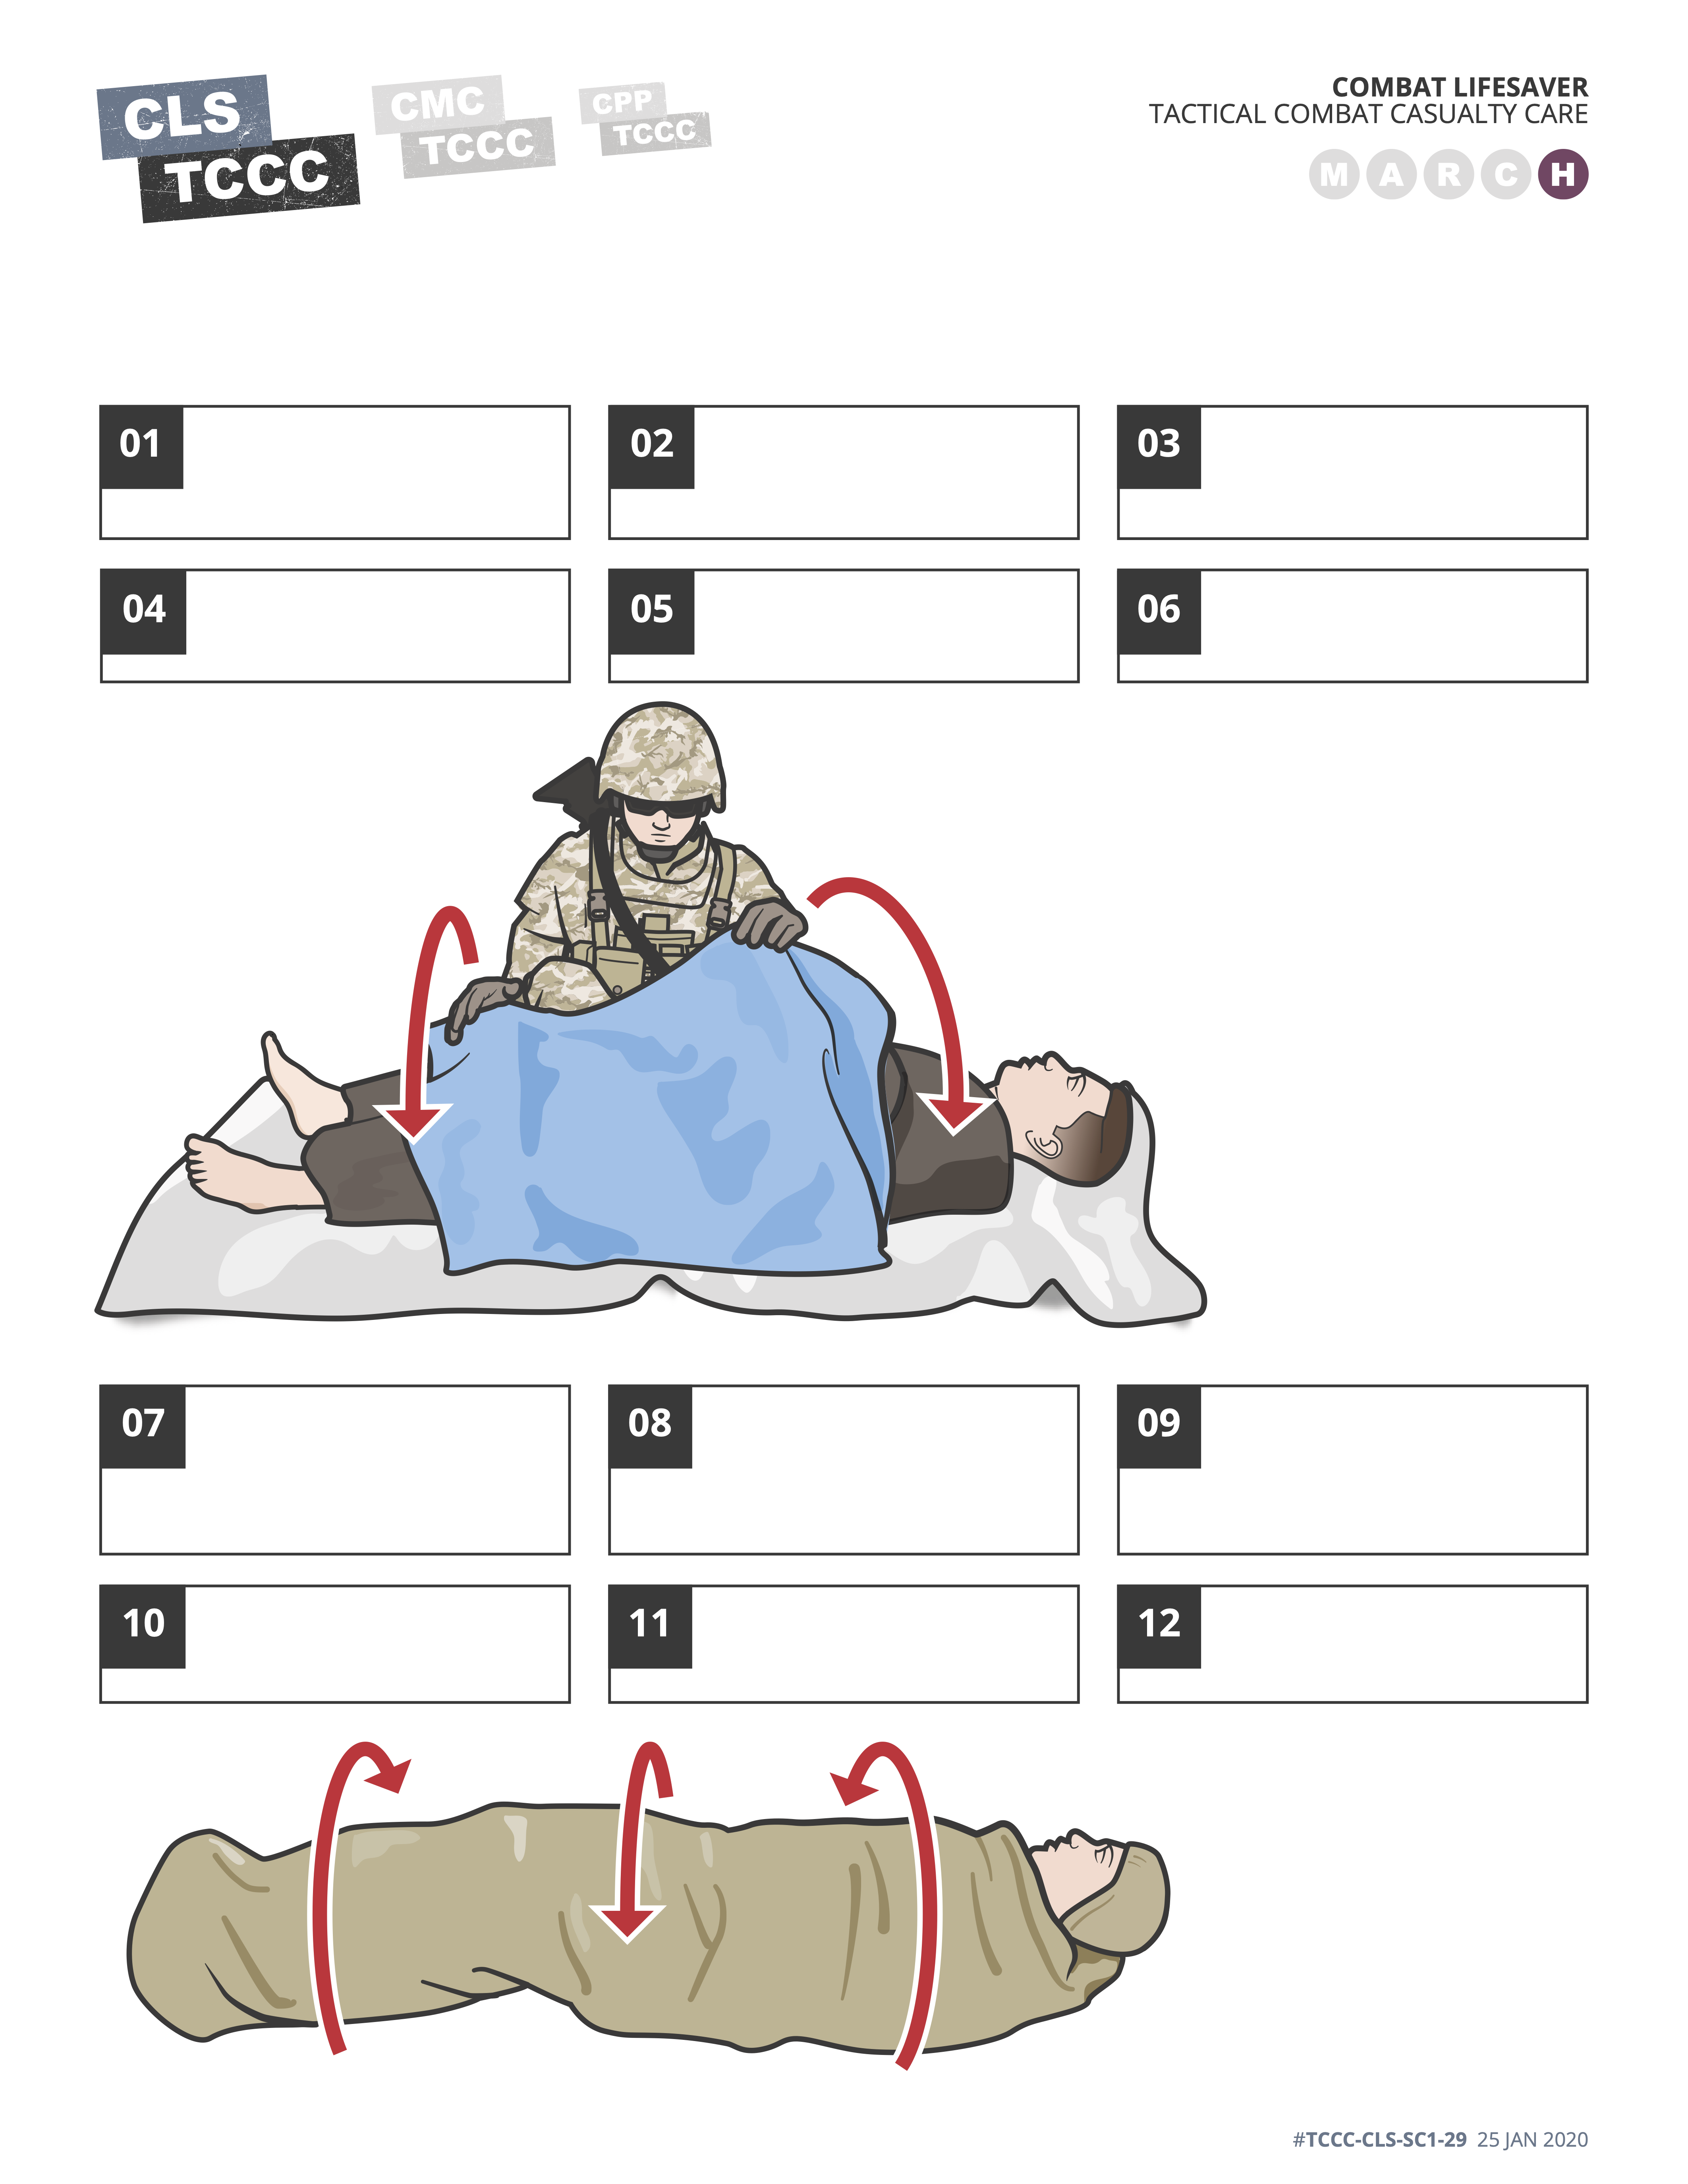 CLS
TCCC
CMC
TCCC
CPP
TCCC
COMBAT LIFESAVER
TACTICAL COMBAT CASUALTY CARE
M A R C H
01
02
03
04
05
06
07
08
09
10
11
12
#TCCC-CLS-SC1-29 25 JAN 2020